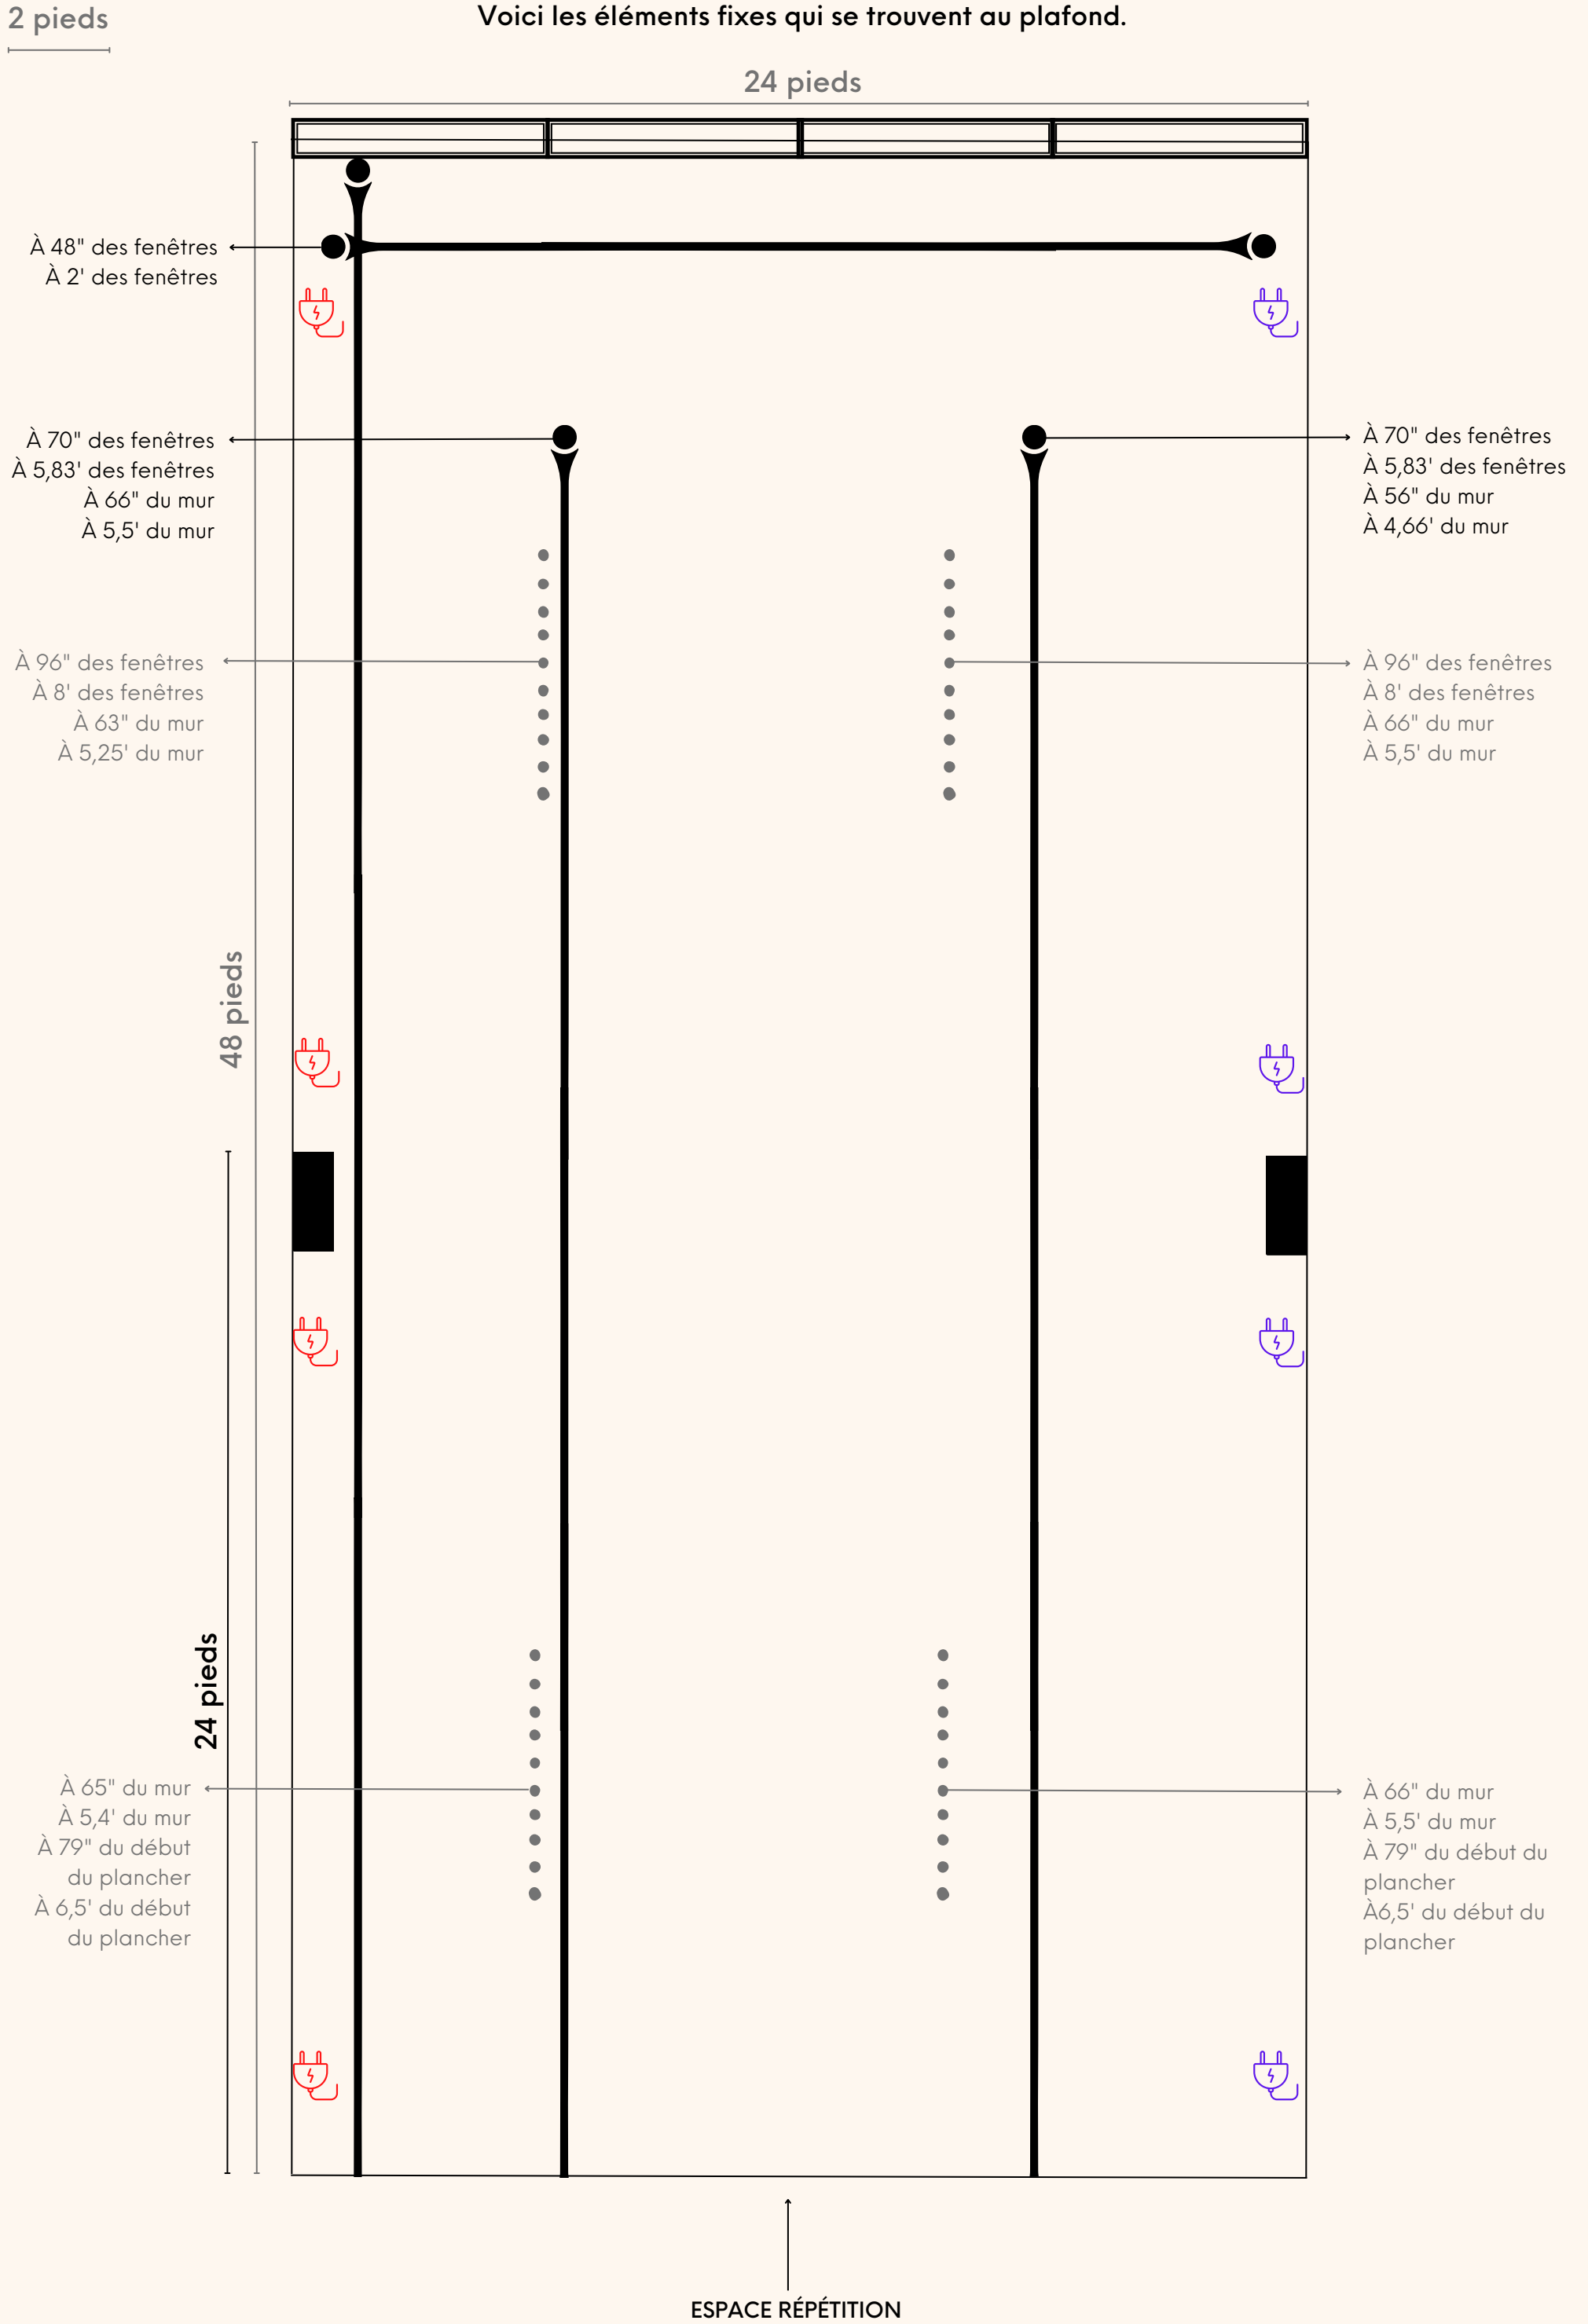 2 pieds
Voici les éléments fixes qui se trouvent au plafond.
24 pieds
À 48" des fenêtres
À 2' des fenêtres
À 70" des fenêtres
À 5,83' des fenêtres
À 66" du mur
À 5,5' du mur
À 70" des fenêtres
À 5,83' des fenêtres
À 56" du mur
À 4,66' du mur
À 96" des fenêtres
À 8' des fenêtres
À 63" du mur
À 5,25' du mur
À 96" des fenêtres
À 8' des fenêtres
À 66" du mur
À 5,5' du mur
48 pieds
24 pieds
À 65" du mur
À 5,4' du mur
À 79" du début
du plancher
À 6,5' du début
du plancher
À 66" du mur
À 5,5' du mur
À 79" du début du
plancher
À6,5' du début du
plancher
ESPACE RÉPÉTITION